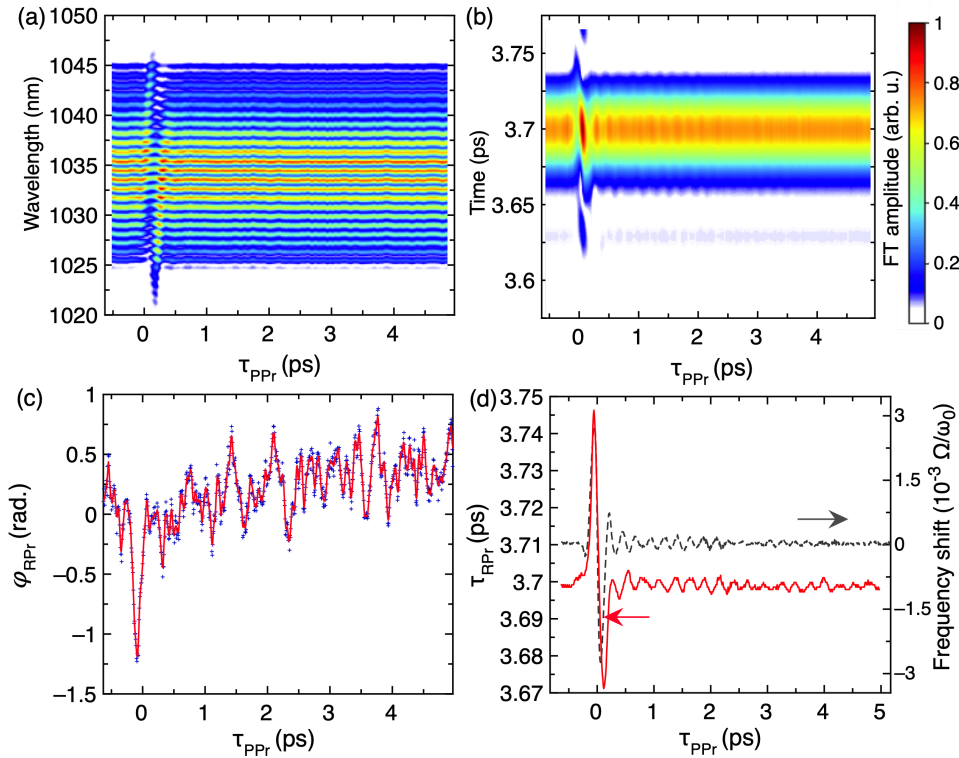 (a)
1050
1045
1040
1035
1030
1025
1020
Wavelength (nm)
0 1 2 3 4
τPPr (ps)
(b)
3.75
3.7
3.65
3.6
Time (ps)
0 1 2 3 4
τPPr (ps)
1
0.8
0.6
0.4
0.2
0
FT amplitude (arb. u.)
(c)
1
0.5
0
−0.5
−1
−1.5
φRPr (rad.)
0 1 2 3 4
τPPr (ps)
(d)
3.75
3.74
3.73
3.72
3.71
3.7
3.69
3.68
3.67
τRPr (ps)
0 1 2 3 4 5
τPPr (ps)
3
1.5
0
−1.5
−3
Frequency shift (10⁻³ Ω/ω₀)